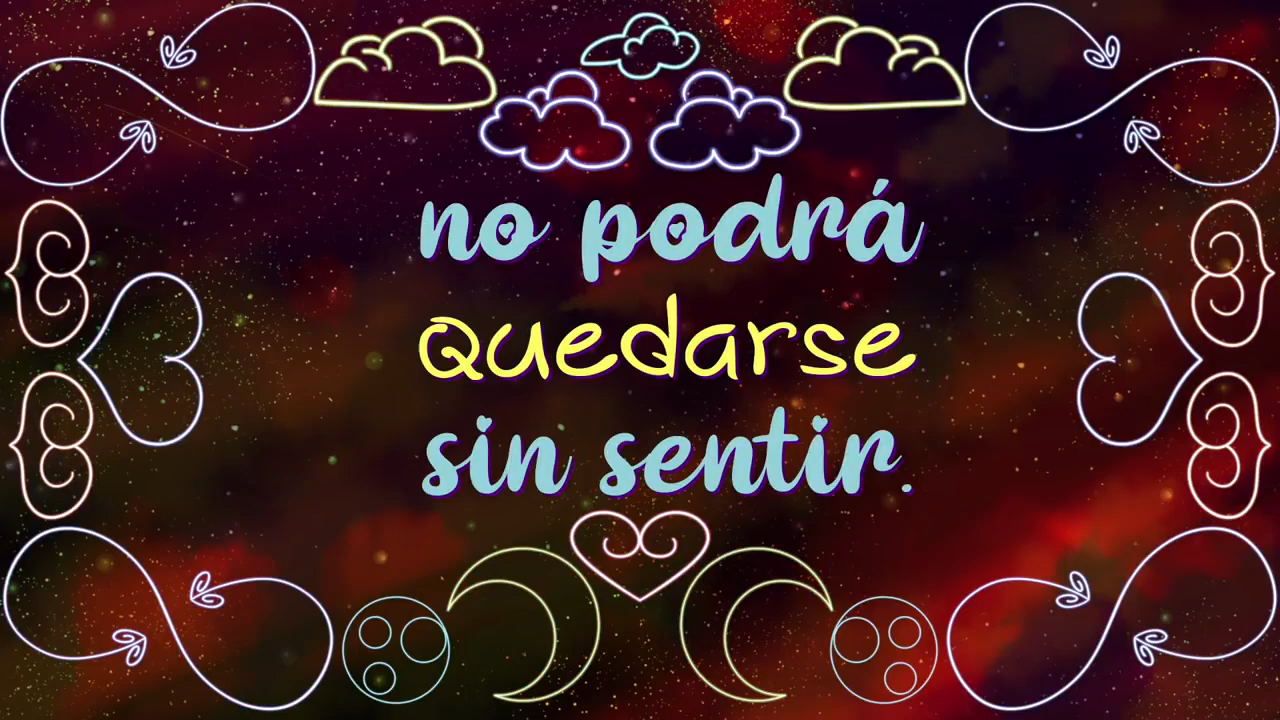 no podrá
quedarse
sin sentir.